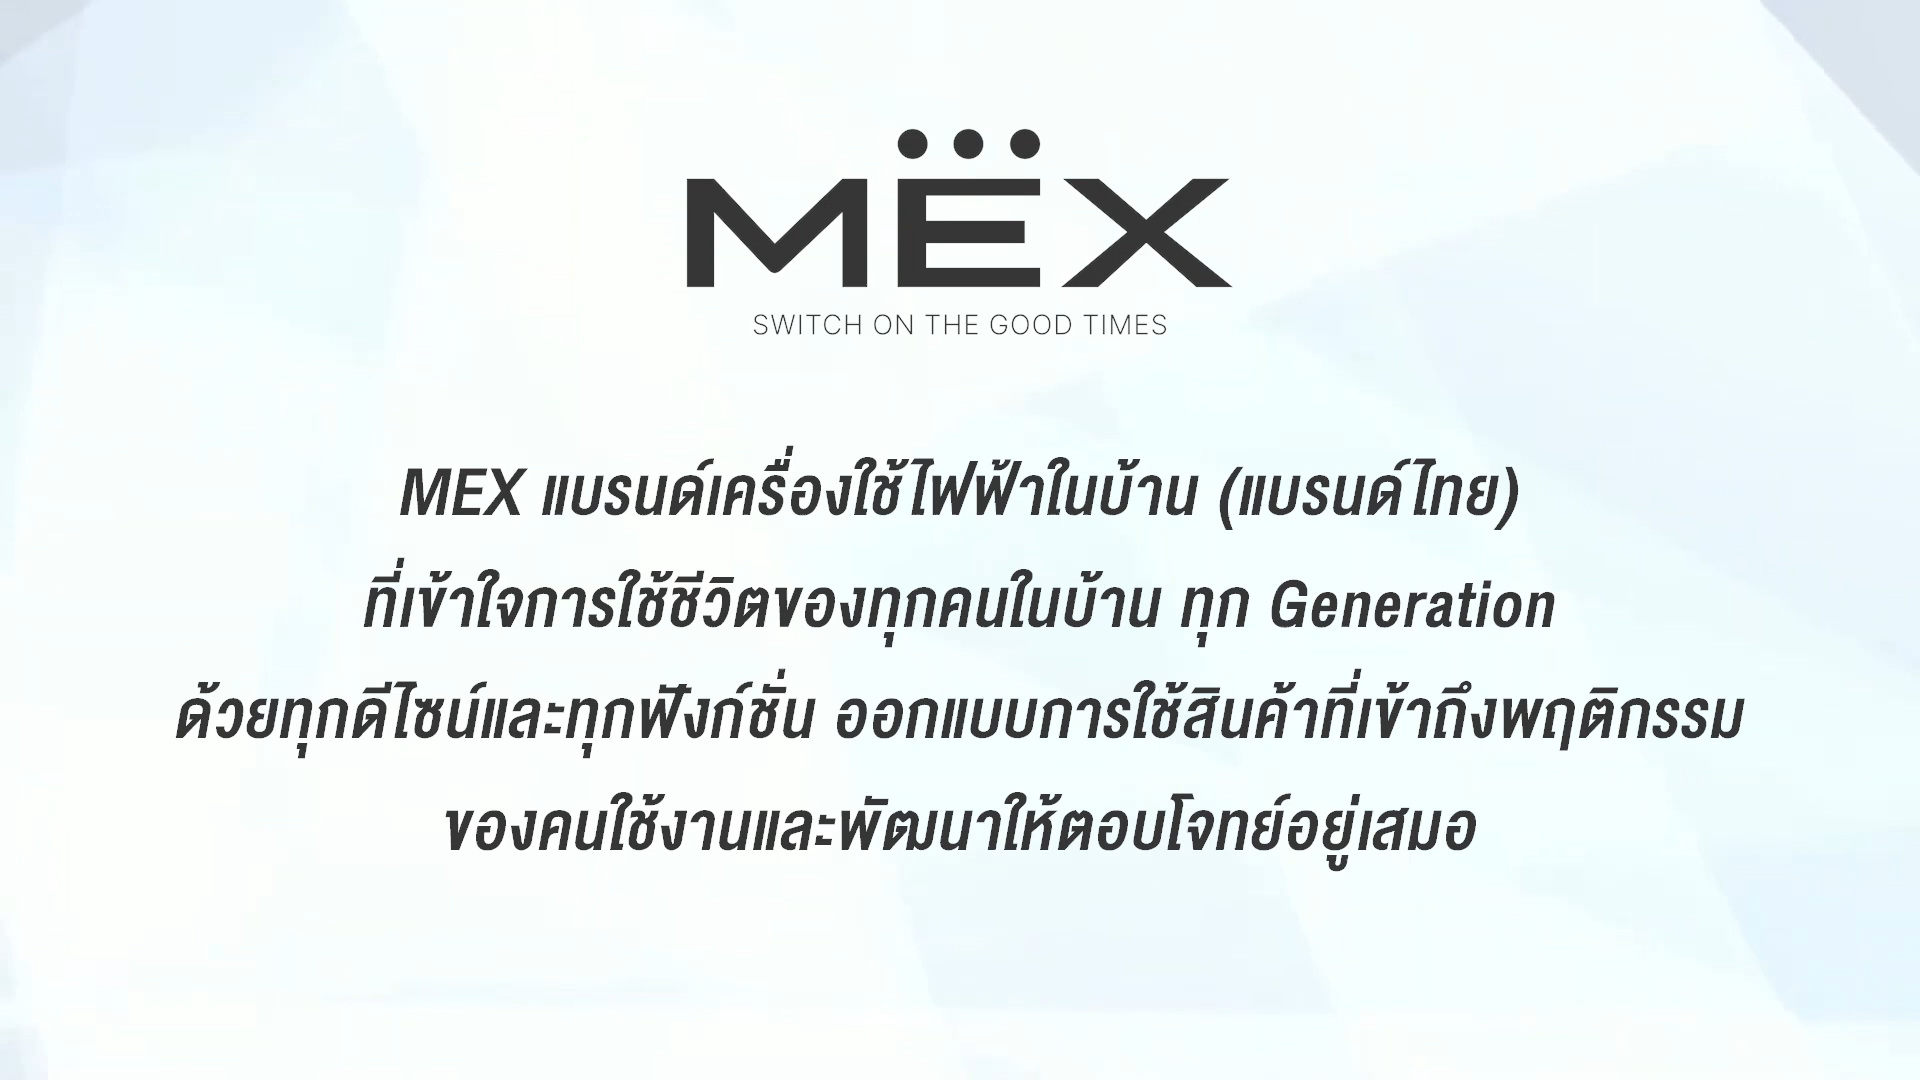 MEX
SWITCH ON THE GOOD TIMES
MEX แบรนด์เครื่องใช้ไฟฟ้าในบ้าน (แบรนด์ไทย)
ที่เข้าใจการใช้ชีวิตของทุกคนในบ้าน ทุก Generation
ด้วยทุกดีไซน์และทุกฟังก์ชั่น ออกแบบการใช้สินค้าที่เข้าถึงพฤติกรรม
ของคนใช้งานและพัฒนาให้ตอบโจทย์อยู่เสมอ